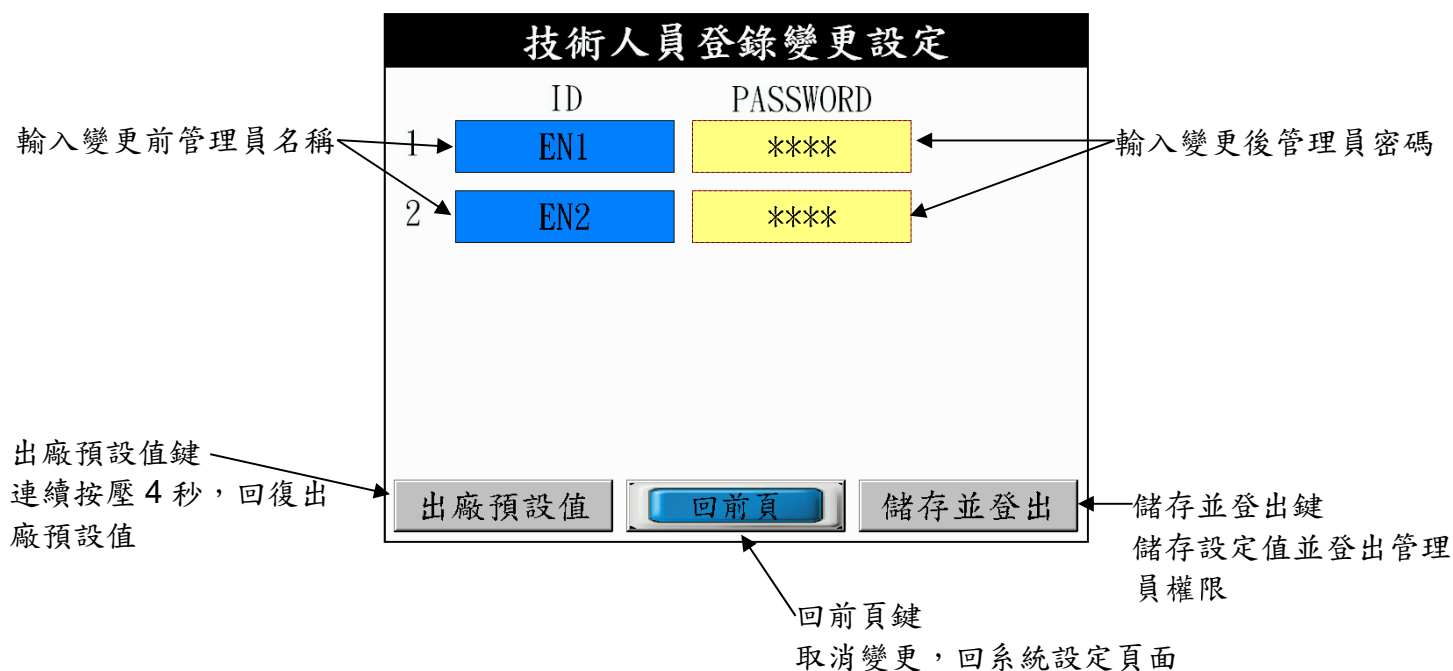 技術人員登錄變更設定
ID PASSWORD
輸入變更前管理員名稱
1 EN1 ****
輸入變更後管理員密碼
2 EN2 ****
出廠預設值鍵
連續按壓 4 秒，回復出
廠預設值
出廠預設值 回前頁 儲存並登出
儲存並登出鍵
儲存設定值並登出管理
員權限
回前頁鍵
取消變更，回系統設定頁面